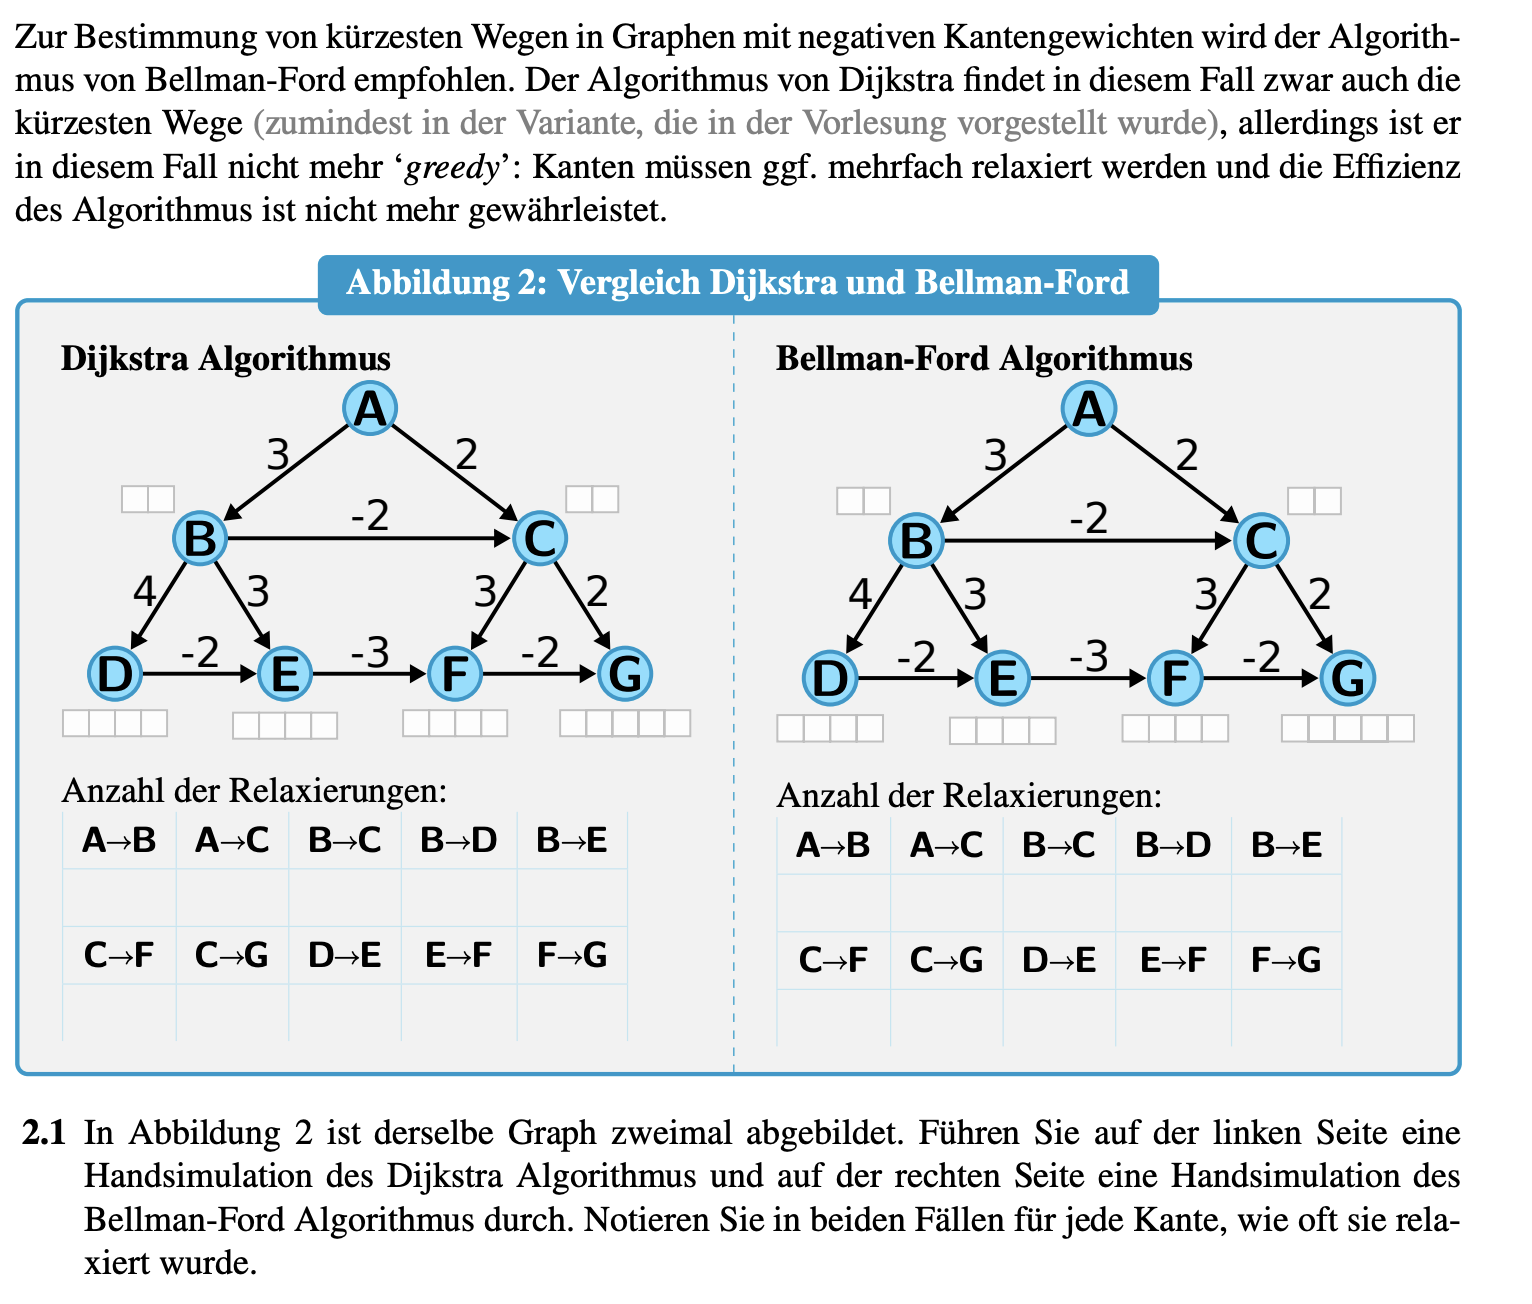 Zur Bestimmung von kürzesten Wegen in Graphen mit negativen Kantengewichten wird der Algorith-
mus von Bellman-Ford empfohlen. Der Algorithmus von Dijkstra findet in diesem Fall zwar auch die
kürzesten Wege (zumindest in der Variante, die in der Vorlesung vorgestellt wurde), allerdings ist er
in diesem Fall nicht mehr ‘greedy’: Kanten müssen ggf. mehrfach relaxiert werden und die Effizienz
des Algorithmus ist nicht mehr gewährleistet.
Abbildung 2: Vergleich Dijkstra und Bellman-Ford
Dijkstra Algorithmus
A
3 2
-2
B C
4 3 3 2
-2 -3 -2
D E F G
Anzahl der Relaxierungen:
A→B A→C B→C B→D B→E
C→F C→G D→E E→F F→G
Bellman-Ford Algorithmus
A
3 2
-2
B C
4 3 3 2
-2 -3 -2
D E F G
Anzahl der Relaxierungen:
A→B A→C B→C B→D B→E
C→F C→G D→E E→F F→G
2.1 In Abbildung 2 ist derselbe Graph zweimal abgebildet. Führen Sie auf der linken Seite eine
Handsimulation des Dijkstra Algorithmus und auf der rechten Seite eine Handsimulation des
Bellman-Ford Algorithmus durch. Notieren Sie in beiden Fällen für jede Kante, wie oft sie rela-
xiert wurde.